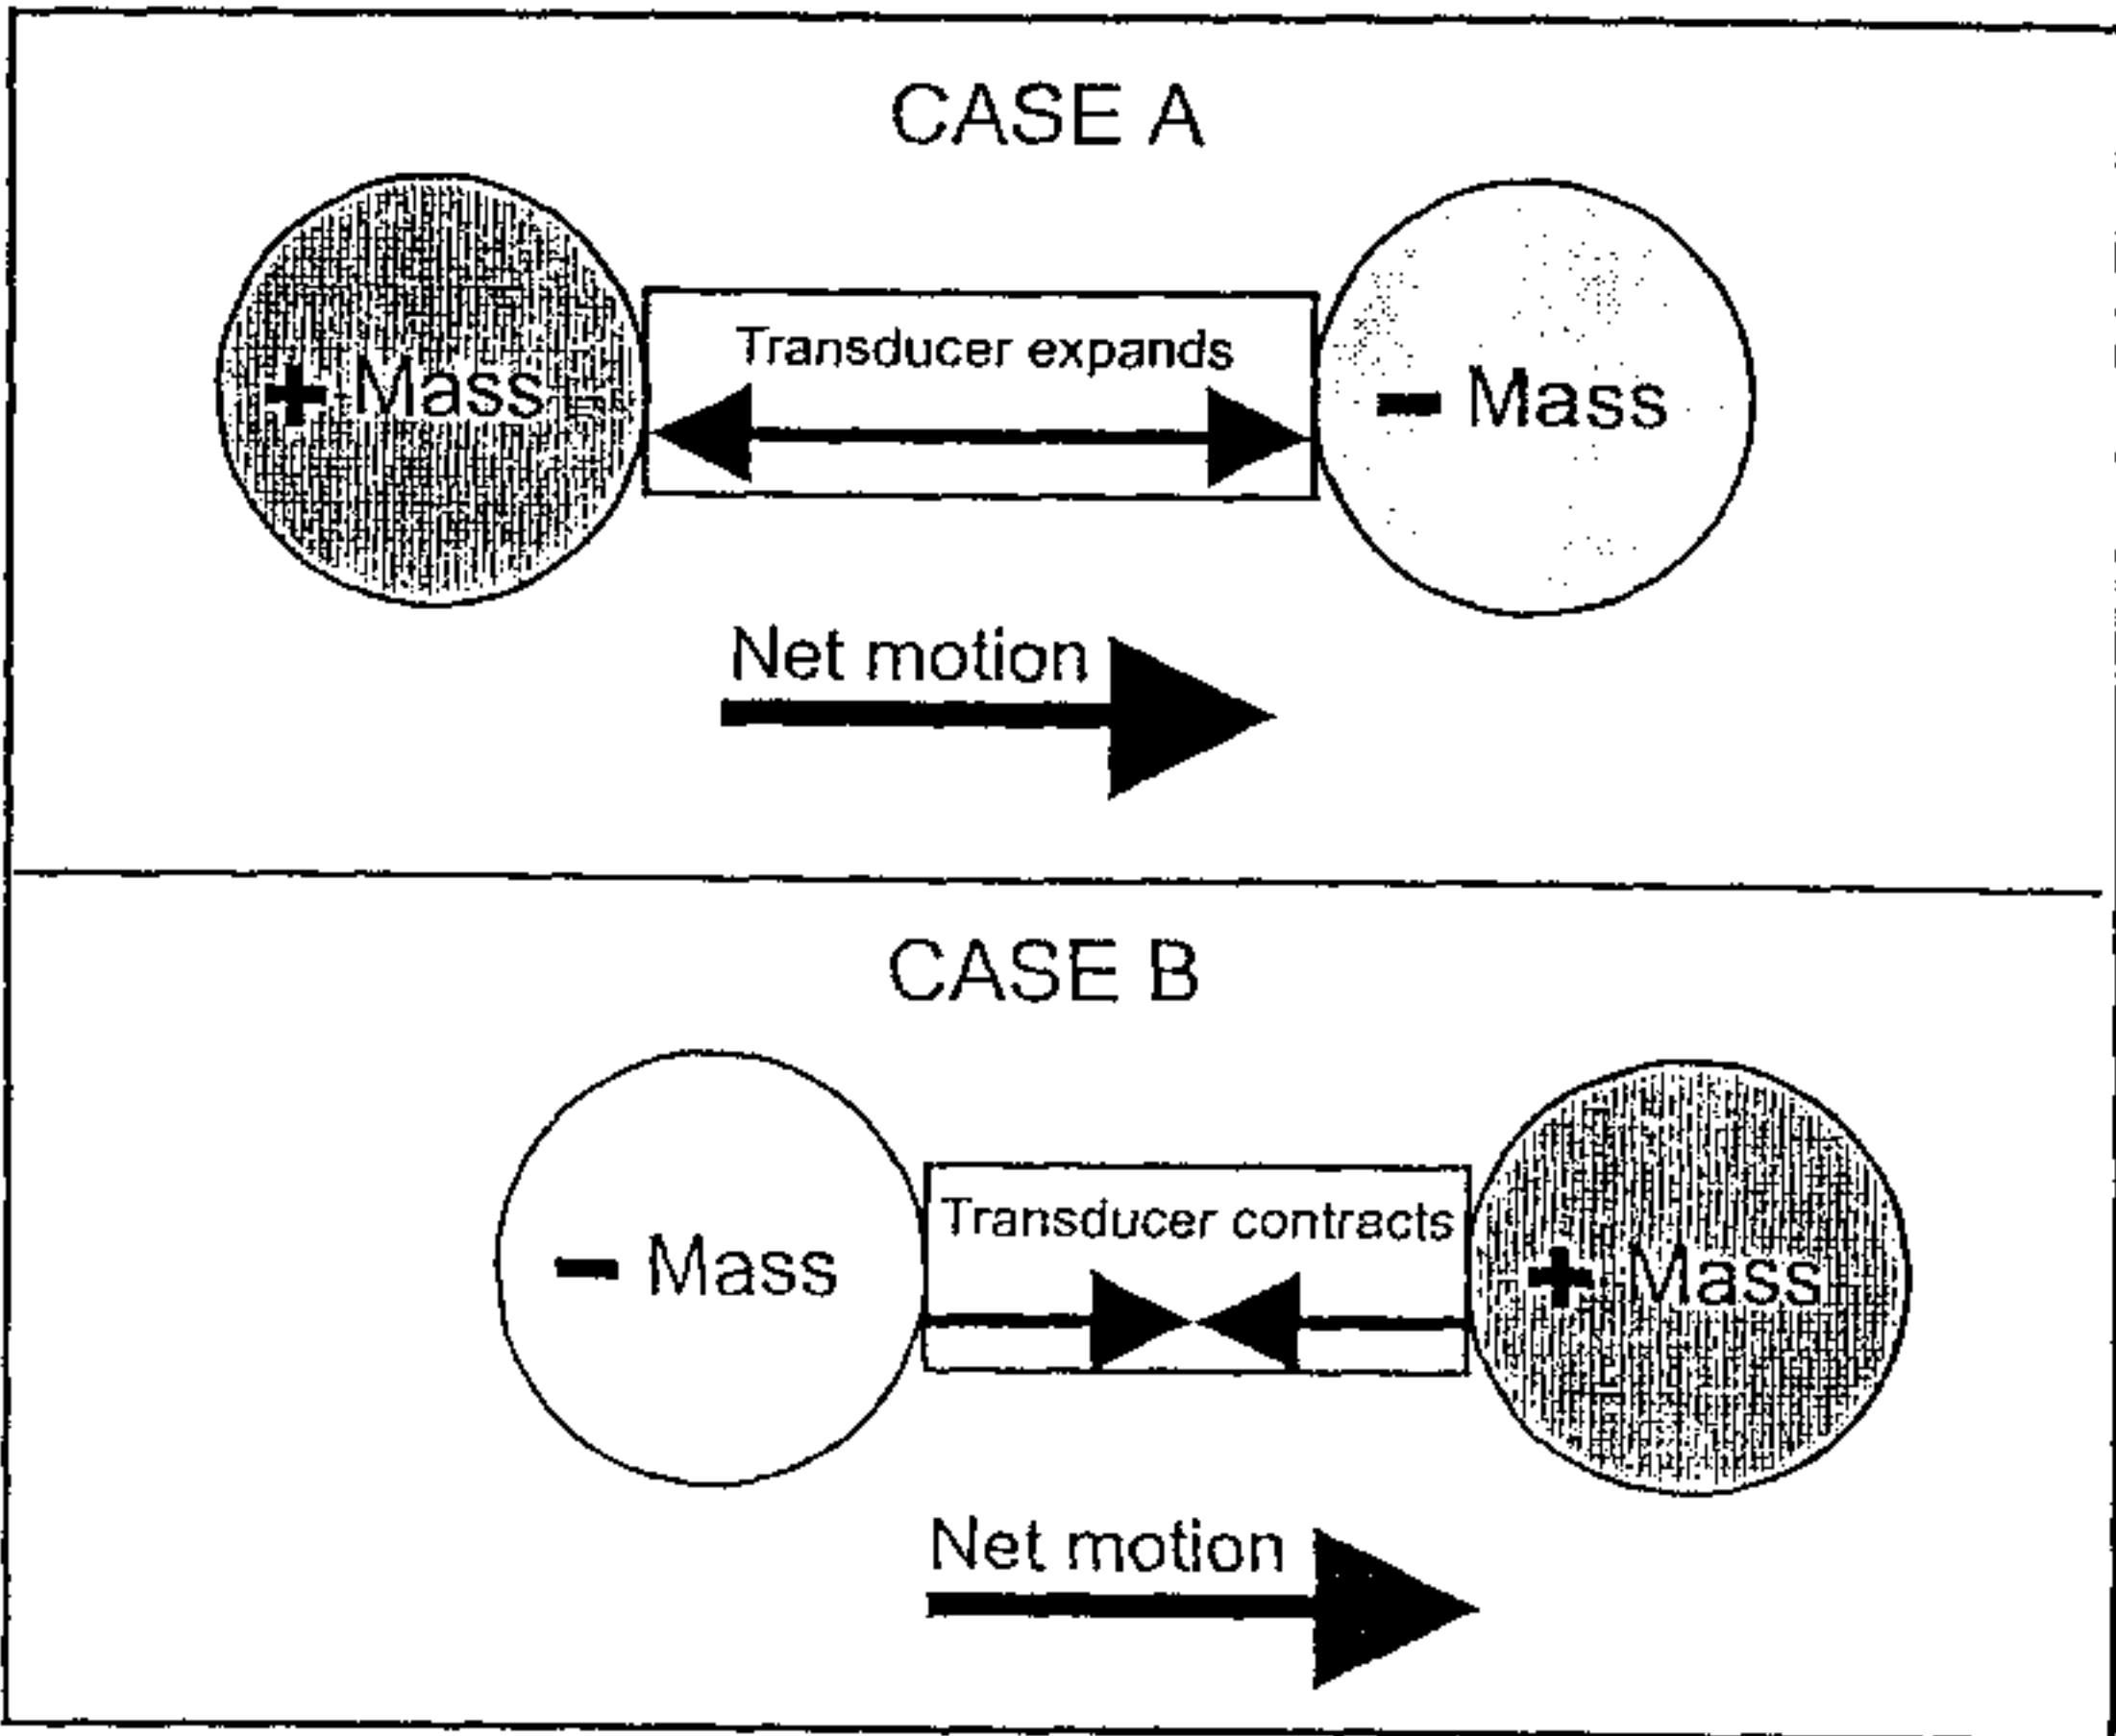 CASE A
Transducer expands
+ Mass
− Mass
Net motion
CASE B
Transducer contracts
− Mass
+ Mass
Net motion